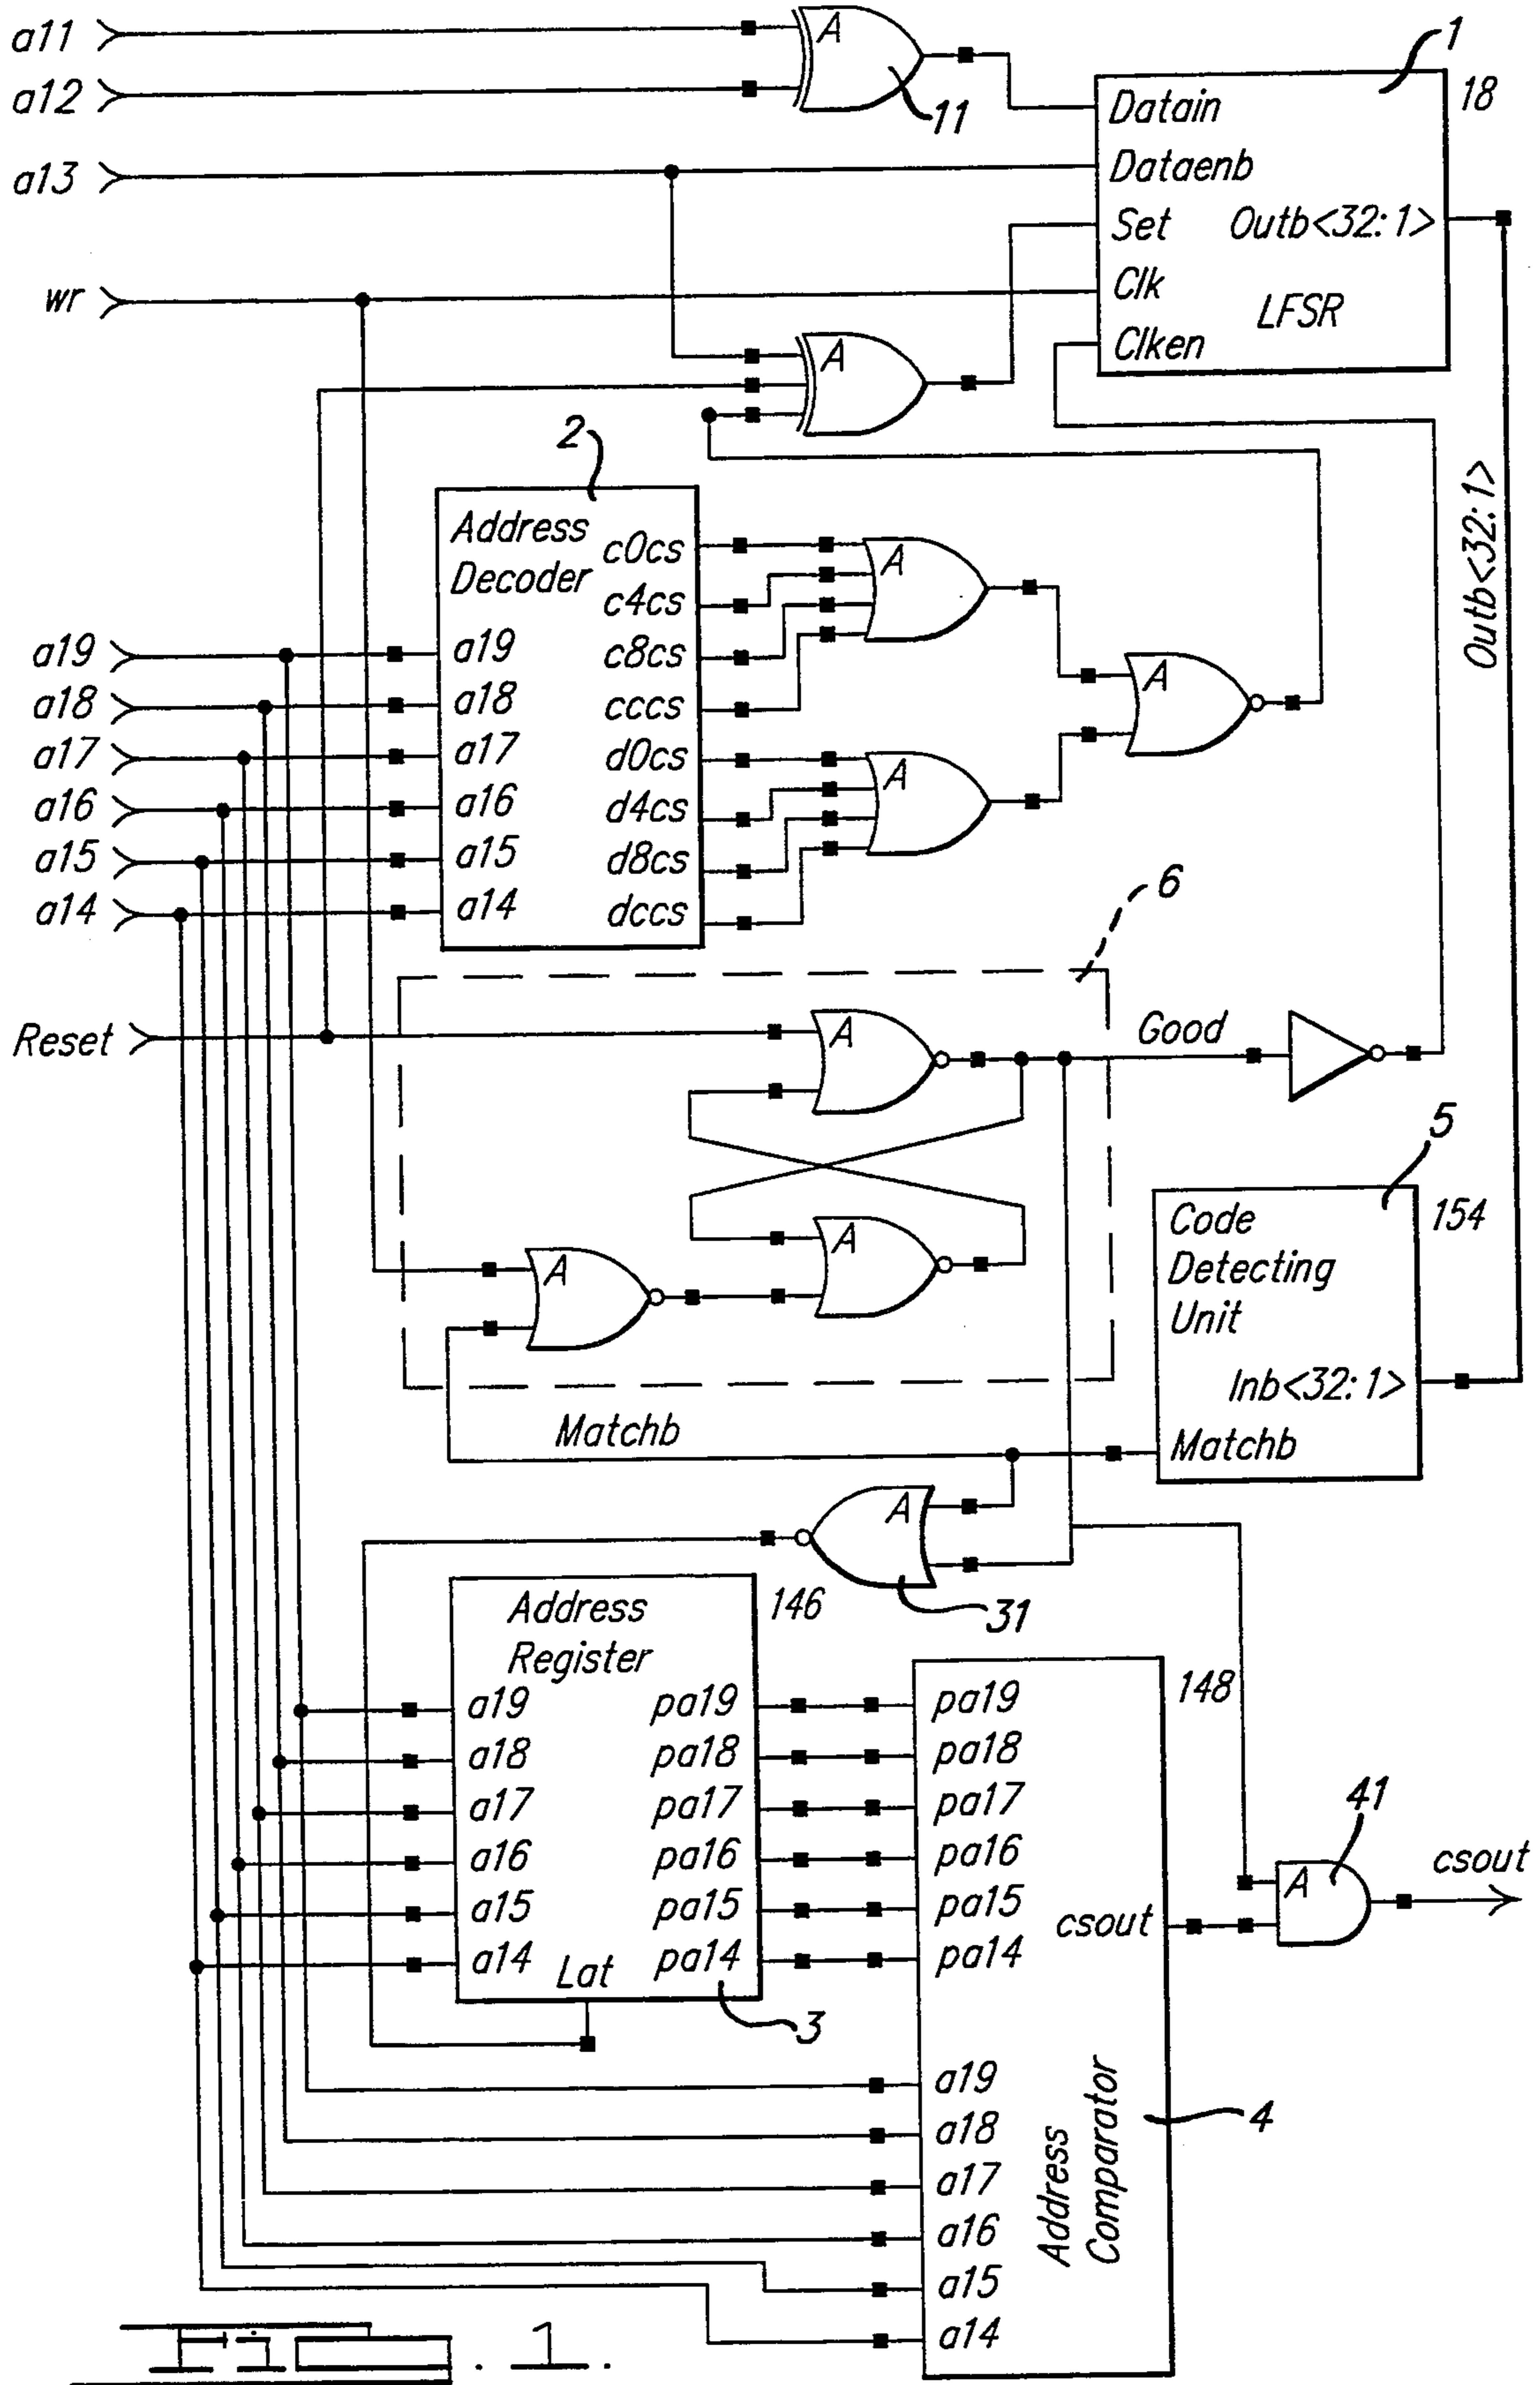 a11
A
1
a12
11
Datain
18
a13
Dataenb
Set
Outb<32:1>
wr
Clk
LFSR
A
Clken
2
Address
Decoder
c0cs
A
c4cs
Outb<32:1>
a19
a19
c8cs
a18
a18
cccs
A
a17
a17
d0cs
A
a16
a16
d4cs
a15
a15
d8cs
6
a14
a14
dccs
Reset
A
Good
5
Code
Detecting
Unit
154
A
A
Inb<32:1>
Matchb
Matchb
A
Address
Register
146
31
148
a19
pa19
pa19
a18
pa18
pa18
a17
pa17
pa17
41
a16
pa16
pa16
A
csout
a15
pa15
pa15
csout
a14
Lat
pa14
pa14
3
a19
a18
4
a17
Address
Comparator
a16
a15
a14
Fig. 1.